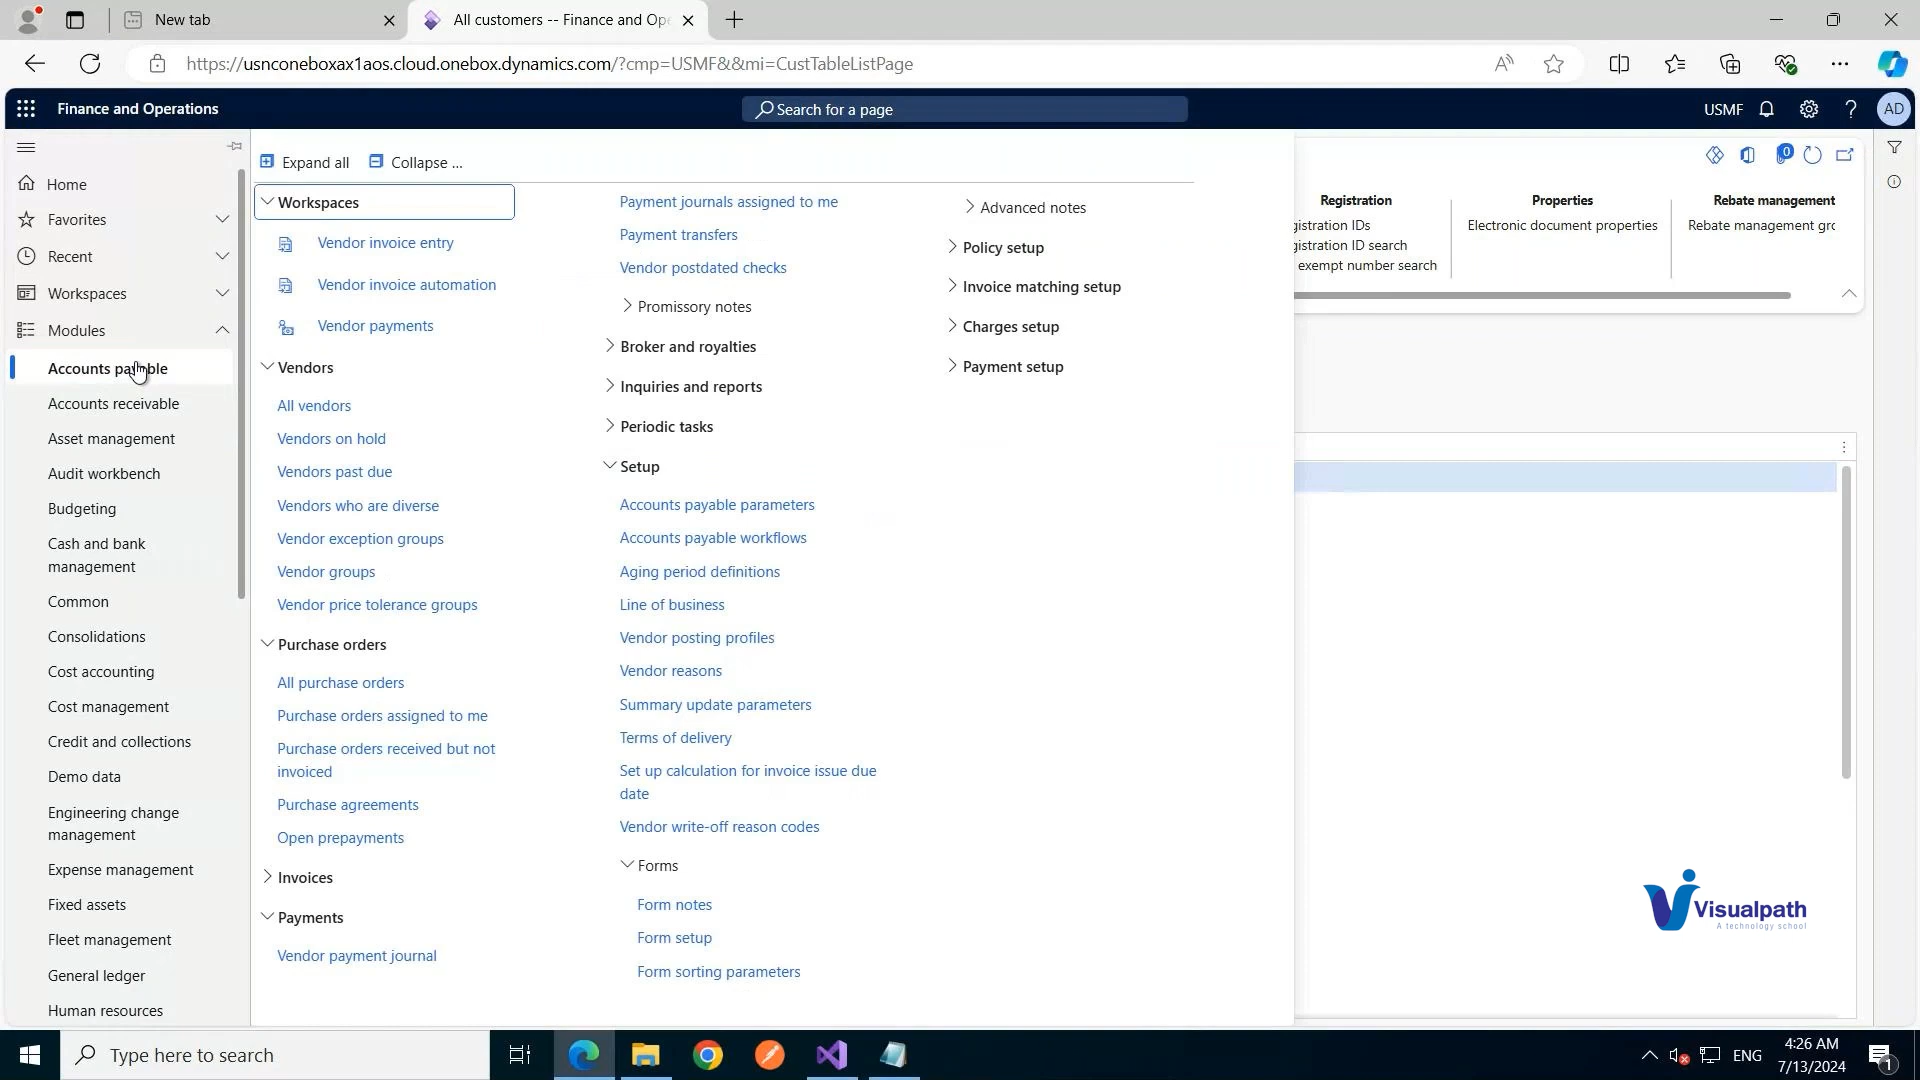 New tab
All customers -- Finance and Op
https://usnconeboxax1aos.cloud.onebox.dynamics.com/?cmp=USMF&&mi=CustTableListPage
Finance and Operations
Search for a page
USMF
AD
Home
Favorites
Recent
Workspaces
Modules
Accounts payable
Accounts receivable
Asset management
Audit workbench
Budgeting
Cash and bank
management
Common
Consolidations
Cost accounting
Cost management
Credit and collections
Demo data
Engineering change
management
Expense management
Fixed assets
Fleet management
General ledger
Human resources
Expand all
Collapse ...
Workspaces
Vendor invoice entry
Vendor invoice automation
Vendor payments
Vendors
All vendors
Vendors on hold
Vendors past due
Vendors who are diverse
Vendor exception groups
Vendor groups
Vendor price tolerance groups
Purchase orders
All purchase orders
Purchase orders assigned to me
Purchase orders received but not
invoiced
Purchase agreements
Open prepayments
Invoices
Payments
Vendor payment journal
Payment journals assigned to me
Payment transfers
Vendor postdated checks
Promissory notes
Broker and royalties
Inquiries and reports
Periodic tasks
Setup
Accounts payable parameters
Accounts payable workflows
Aging period definitions
Line of business
Vendor posting profiles
Vendor reasons
Summary update parameters
Terms of delivery
Set up calculation for invoice issue due
date
Vendor write-off reason codes
Forms
Form notes
Form setup
Form sorting parameters
Advanced notes
Policy setup
Invoice matching setup
Charges setup
Payment setup
0
Registration
gistration IDs
gistration ID search
exempt number search
Properties
Electronic document properties
Rebate management
Rebate management grc
Visualpath
A technology school
Type here to search
ENG
4:26 AM
7/13/2024
1